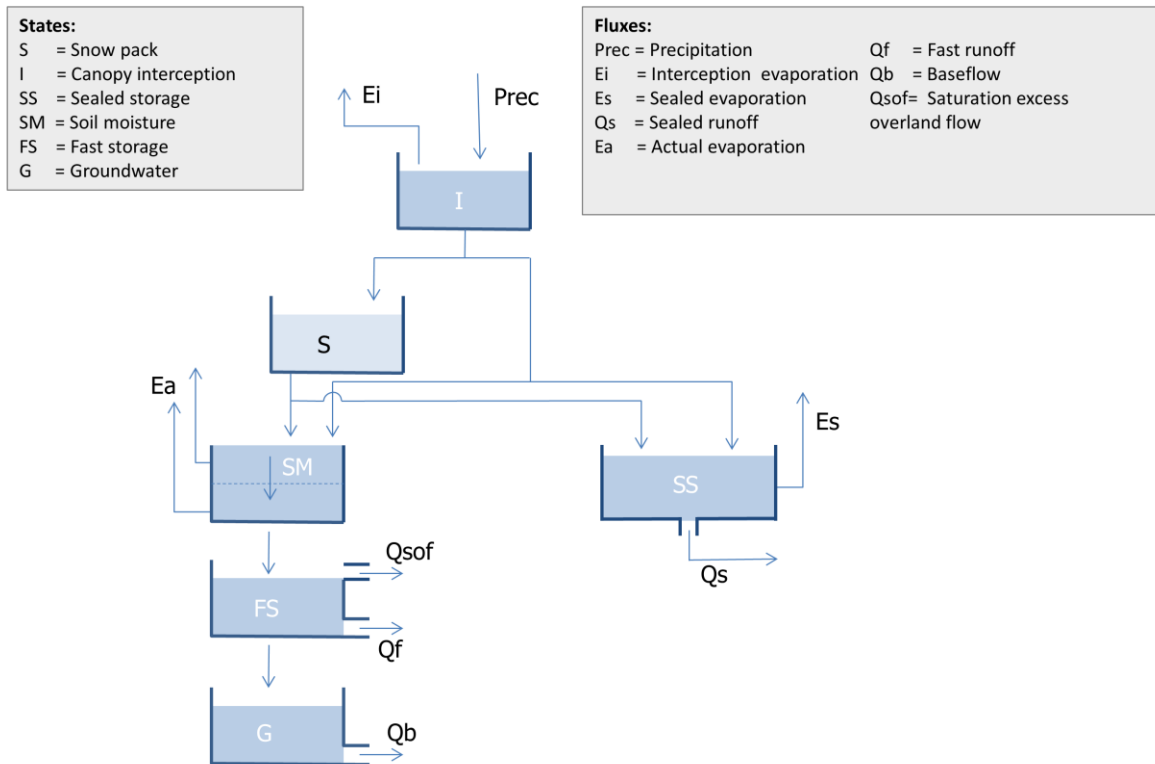 States:
S = Snow pack
I = Canopy interception
SS = Sealed storage
SM = Soil moisture
FS = Fast storage
G = Groundwater
Fluxes:
Prec = Precipitation
Ei = Interception evaporation
Es = Sealed evaporation
Qs = Sealed runoff
Ea = Actual evaporation
Qf = Fast runoff
Qb = Baseflow
Qsof= Saturation excess
overland flow
Ei
Prec
I
S
Ea
Es
SM
SS
Qsof
Qs
FS
Qf
G
Qb